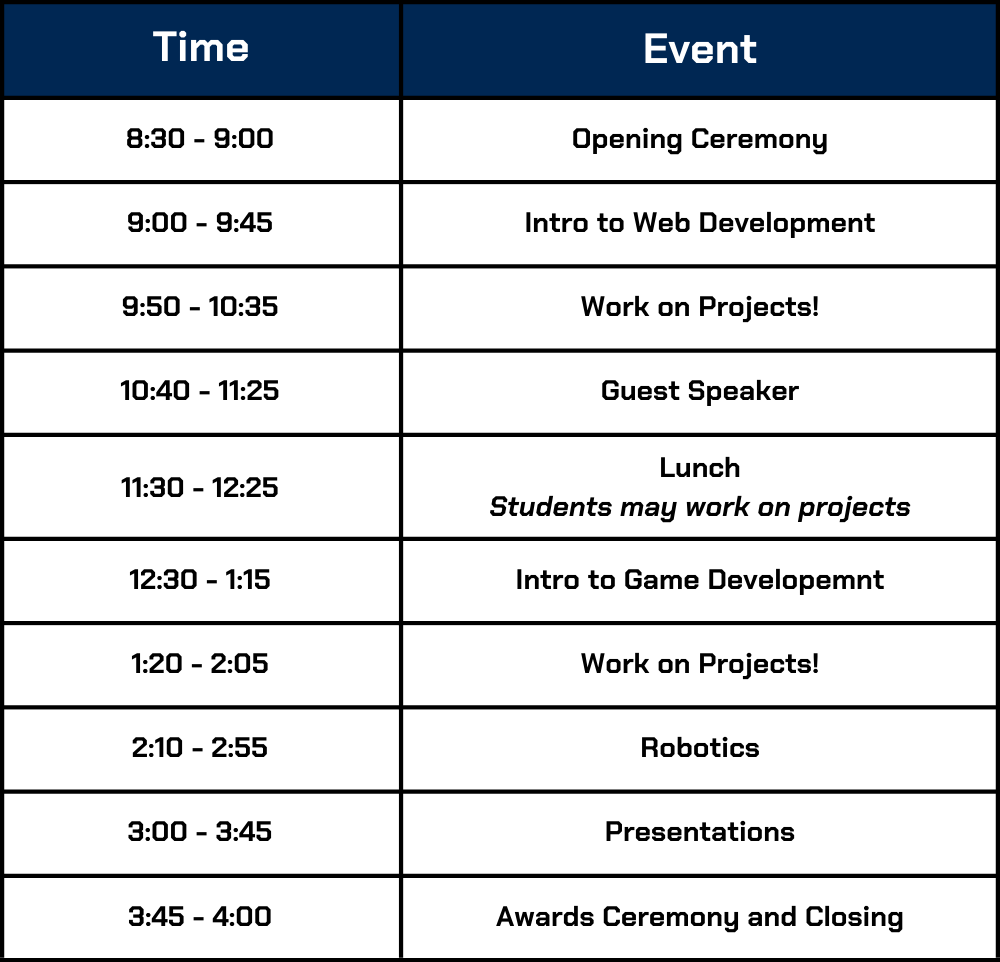 Time Event
8:30 - 9:00 Opening Ceremony
9:00 - 9:45 Intro to Web Development
9:50 - 10:35 Work on Projects!
10:40 - 11:25 Guest Speaker
11:30 - 12:25 Lunch
Students may work on projects
12:30 - 1:15 Intro to Game Developemnt
1:20 - 2:05 Work on Projects!
2:10 - 2:55 Robotics
3:00 - 3:45 Presentations
3:45 - 4:00 Awards Ceremony and Closing